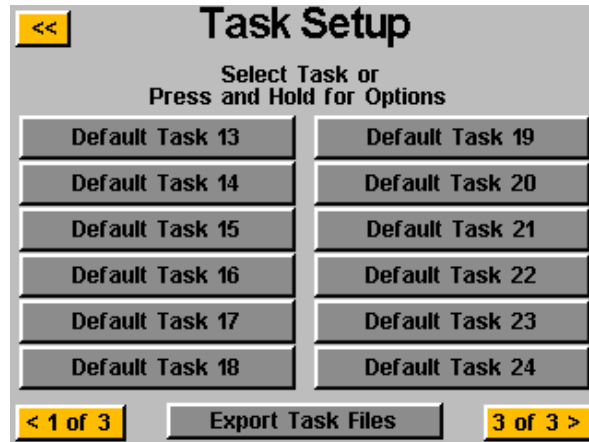 <<
Task Setup
Select Task or
Press and Hold for Options
Default Task 13
Default Task 14
Default Task 15
Default Task 16
Default Task 17
Default Task 18
Default Task 19
Default Task 20
Default Task 21
Default Task 22
Default Task 23
Default Task 24
< 1 of 3
Export Task Files
3 of 3 >